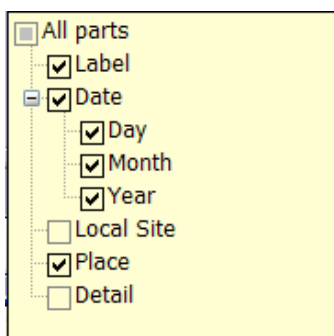 All parts
Label
Date
Day
Month
Year
Local Site
Place
Detail